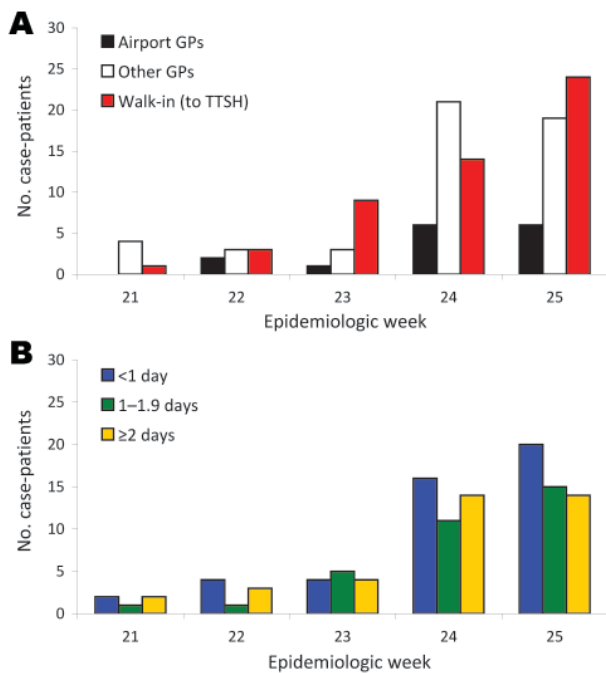 A
30
25
20
15
10
5
0
No. case-patients
Airport GPs
Other GPs
Walk-in (to TTSH)
21 22 23 24 25
Epidemiologic week
B
30
25
20
15
10
5
0
No. case-patients
<1 day
1–1.9 days
≥2 days
21 22 23 24 25
Epidemiologic week